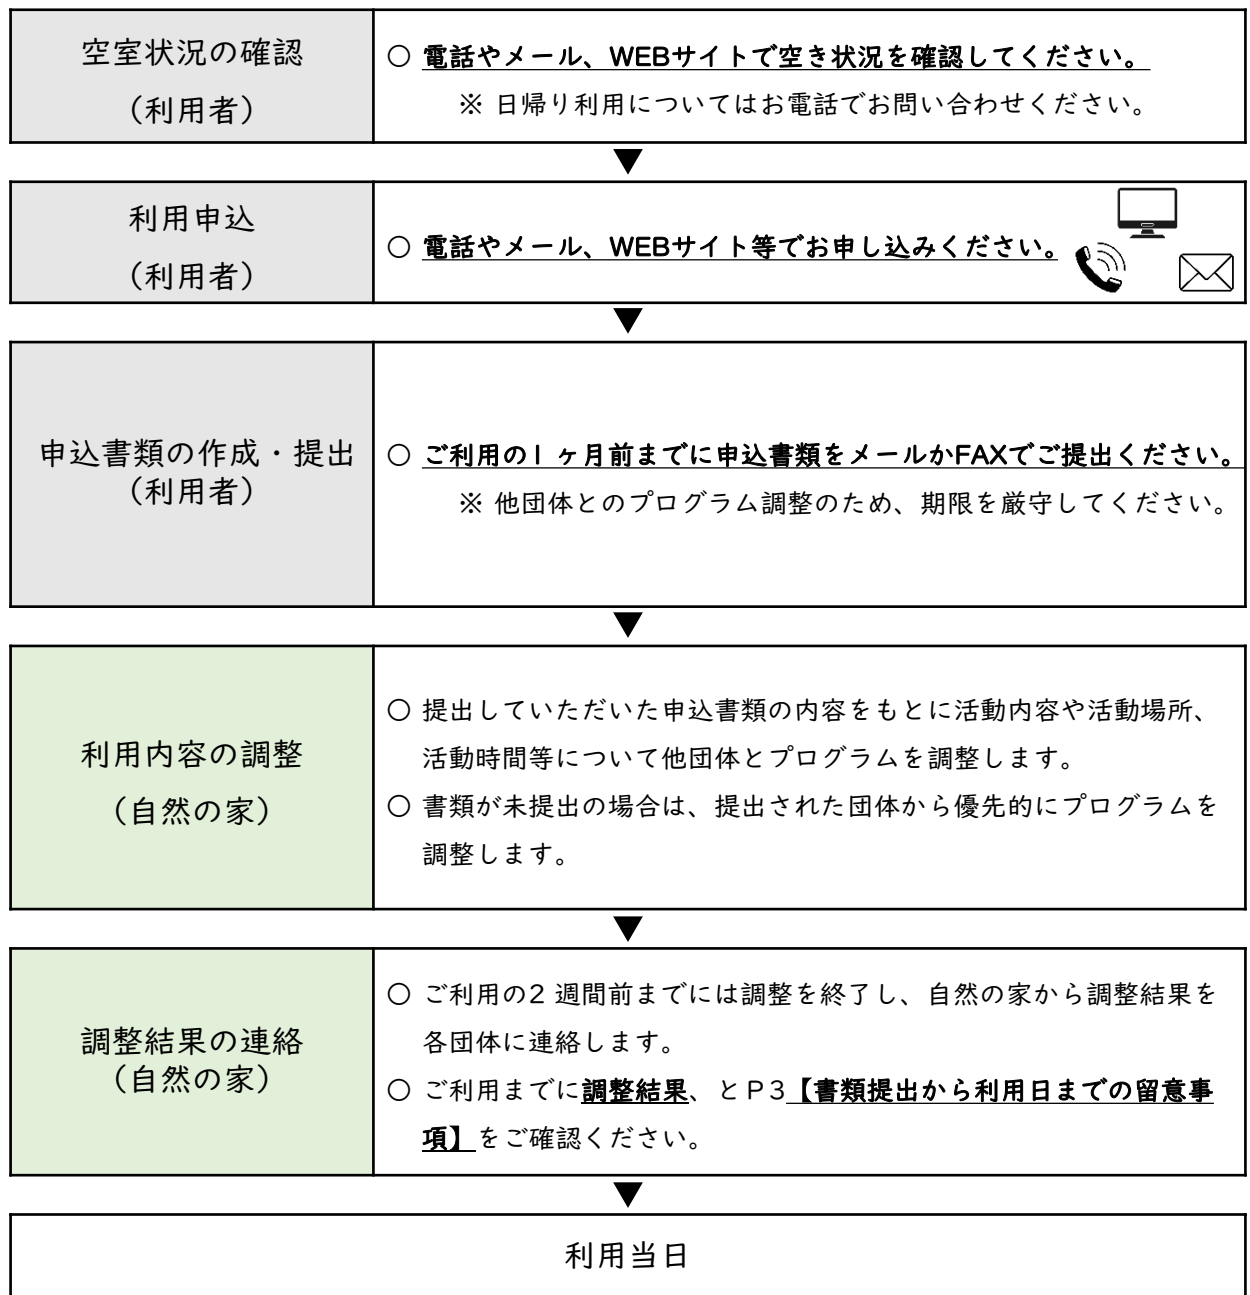 空室状況の確認
(利用者)
○ 電話やメール、WEBサイトで空き状況を確認してください。
※ 日帰り利用についてはお電話でお問い合わせください。
▼
利用申込
(利用者)
○ 電話やメール、WEBサイト等でお申し込みください。
▼
申込書類の作成・提出
(利用者)
○ ご利用の1ヶ月前までに申込書類をメールかFAXでご提出ください。
※ 他団体とのプログラム調整のため、期限を厳守してください。
▼
利用内容の調整
(自然の家)
○ 提出していただいた申込書類の内容をもとに活動内容や活動場所、
活動時間等について他団体とプログラムを調整します。
○ 書類が未提出の場合は、提出された団体から優先的にプログラムを
調整します。
▼
調整結果の連絡
(自然の家)
○ ご利用の2週間前までには調整を終了し、自然の家から調整結果を
各団体に連絡します。
○ ご利用までに調整結果、とP3【書類提出から利用日までの留意事
項】をご確認ください。
▼
利用当日